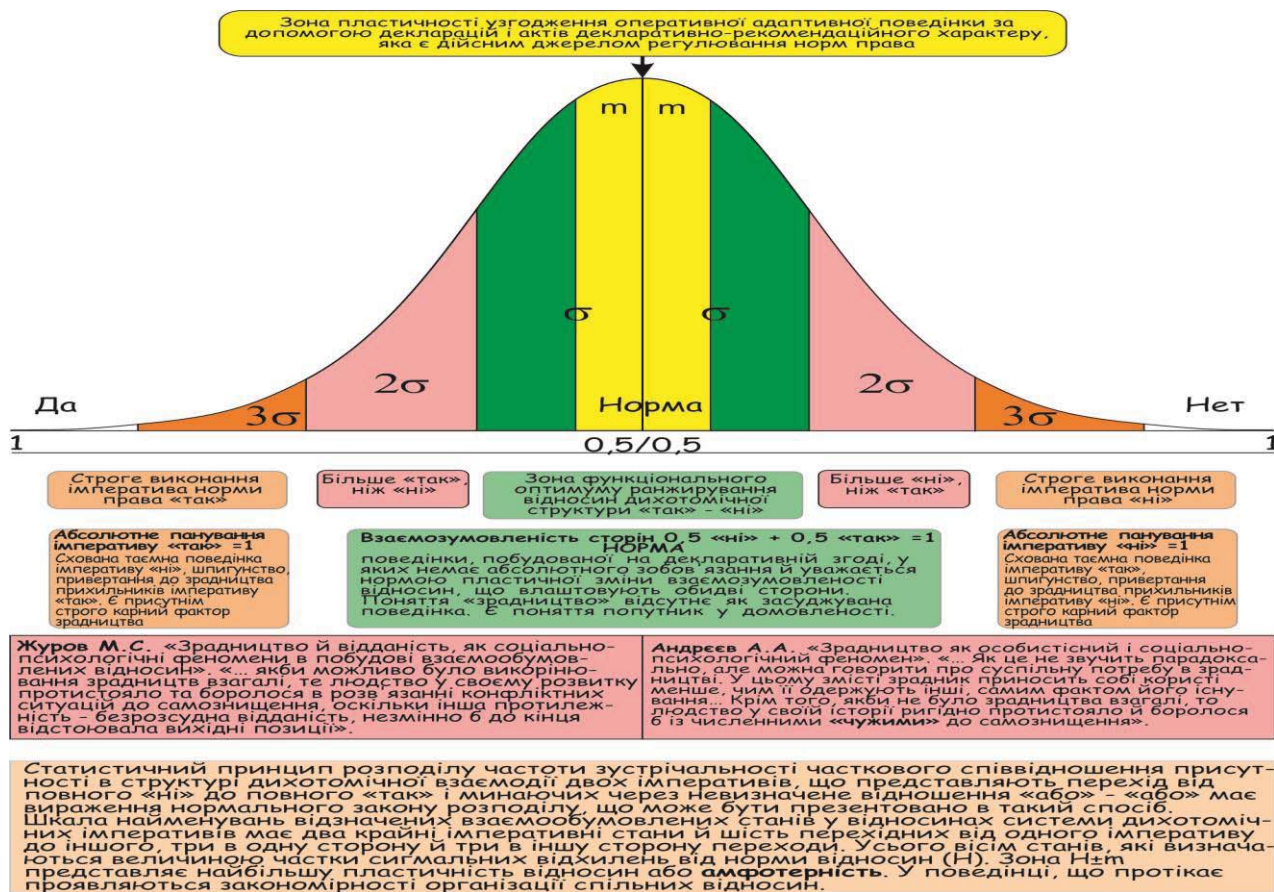 Зона пластичності узгодження оперативної адаптивної поведінки за
допомогою декларацій і актів декларативно-рекомендаційного характеру,
яка є дійсним джерелом регулювання норм права
m m
σ σ
2σ 2σ
Да Норма Нет
3σ 3σ
1 0,5/0,5 1
Строге виконання
імператива норми
права «так»
Більше «так»,
ніж «ні»
Зона функціонального
оптимуму ранжирування
відносин дихотомічної
структури «так» - «ні»
Більше «ні»,
ніж «так»
Строге виконання
імператива норми
права «ні»
Абсолютне панування
імперативу «так» =1
Схована таємна поведінка
імперативу «ні», шпигунство,
привертання до зрадництва
прихильників імперативу
«так». Є присутнім
строго карний фактор
зрадництва
Взаємозумовленість сторін 0,5 «ні» + 0,5 «так» =1
НОРМА
поведінки, побудованої на декларативній згоді, у
яких немає абсолютного зобов язання й уважається
нормою пластичної зміни взаємозумовленості
відносин, що влаштовують обидві сторони.
Поняття «зрадництво» відсутнє як засуджувана
поведінка. Є поняття попутник у домовленості.
Абсолютне панування
імперативу «ні» =1
Схована таємна поведінка
імперативу «так»,
шпигунство, привертання
до зрадництва прихильників
імперативу «ні». Є присутнім
строго карний фактор
зрадництва
Журов М.С. «Зрадництво й відданість, як соціально-
психологічні феномени в побудові взаємообумов-
лених відносин». «... якби можливо було викоріню-
вання зрадництв взагалі, те людство у своєму розвитку
протистояло та боролося в розв язанні конфліктних
ситуацій до самознищення, оскільки інша протилеж-
ність - безрозсудна відданість, незмінно б до кінця
відстоювала вихідні позиції».
Андрєєв А.А. «Зрадництво як особистісний і соціально-
психологічний феномен». «... Як це не звучить парадокса-
льно, але можна говорити про суспільну потребу в зрад-
ництві. У цьому змісті зрадник приносить собі користі
менше, чим її одержують інші, самим фактом його існу-
вання... Крім того, якби не було зрадництва взагалі, то
людство у своїй історії ригідно протистояло й боролося
б із численними «чужими» до самознищення».
Статистичний принцип розподілу частоти зустрічальності часткового співвідношення присут-
ності в структурі дихотомічної взаємодії двох імперативів, що представляють перехід від
повного «ні» до повного «так» і минаючих через невизначене відношення «або» - «або» має
вираження нормального закону розподілу, що може бути презентовано в такий спосіб.
Шкала найменувань відзначених взаємообумовлених станів у відносинах системи дихотоміч-
них імперативів має два крайні імперативні стани й шість перехідних від одного імперативу
до іншого, три в одну сторону й три в іншу сторону переходи. Усього вісім станів, які визнача-
ються величиною частки сигмальних відхилень від норми відносин (Н). Зона Н±m
представляє найбільшу пластичність відносин або амфотерність. У поведінці, що протікає
проявляються закономірності організації спільних відносин.